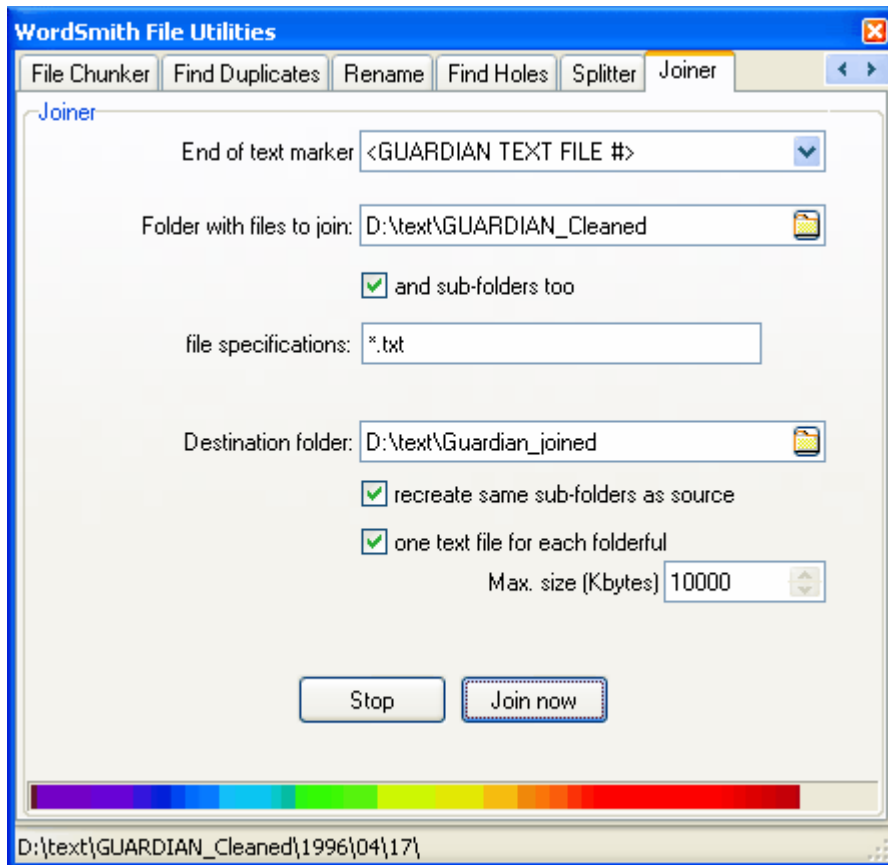 WordSmith File Utilities
File Chunker Find Duplicates Rename Find Holes Splitter Joiner
Joiner
End of text marker <GUARDIAN TEXT FILE #>
Folder with files to join: D:\text\GUARDIAN_Cleaned
and sub-folders too
file specifications: *.txt
Destination folder: D:\text\Guardian_joined
recreate same sub-folders as source
one text file for each folderful
Max. size (Kbytes) 10000
Stop Join now
D:\text\GUARDIAN_Cleaned\1996\04\17\